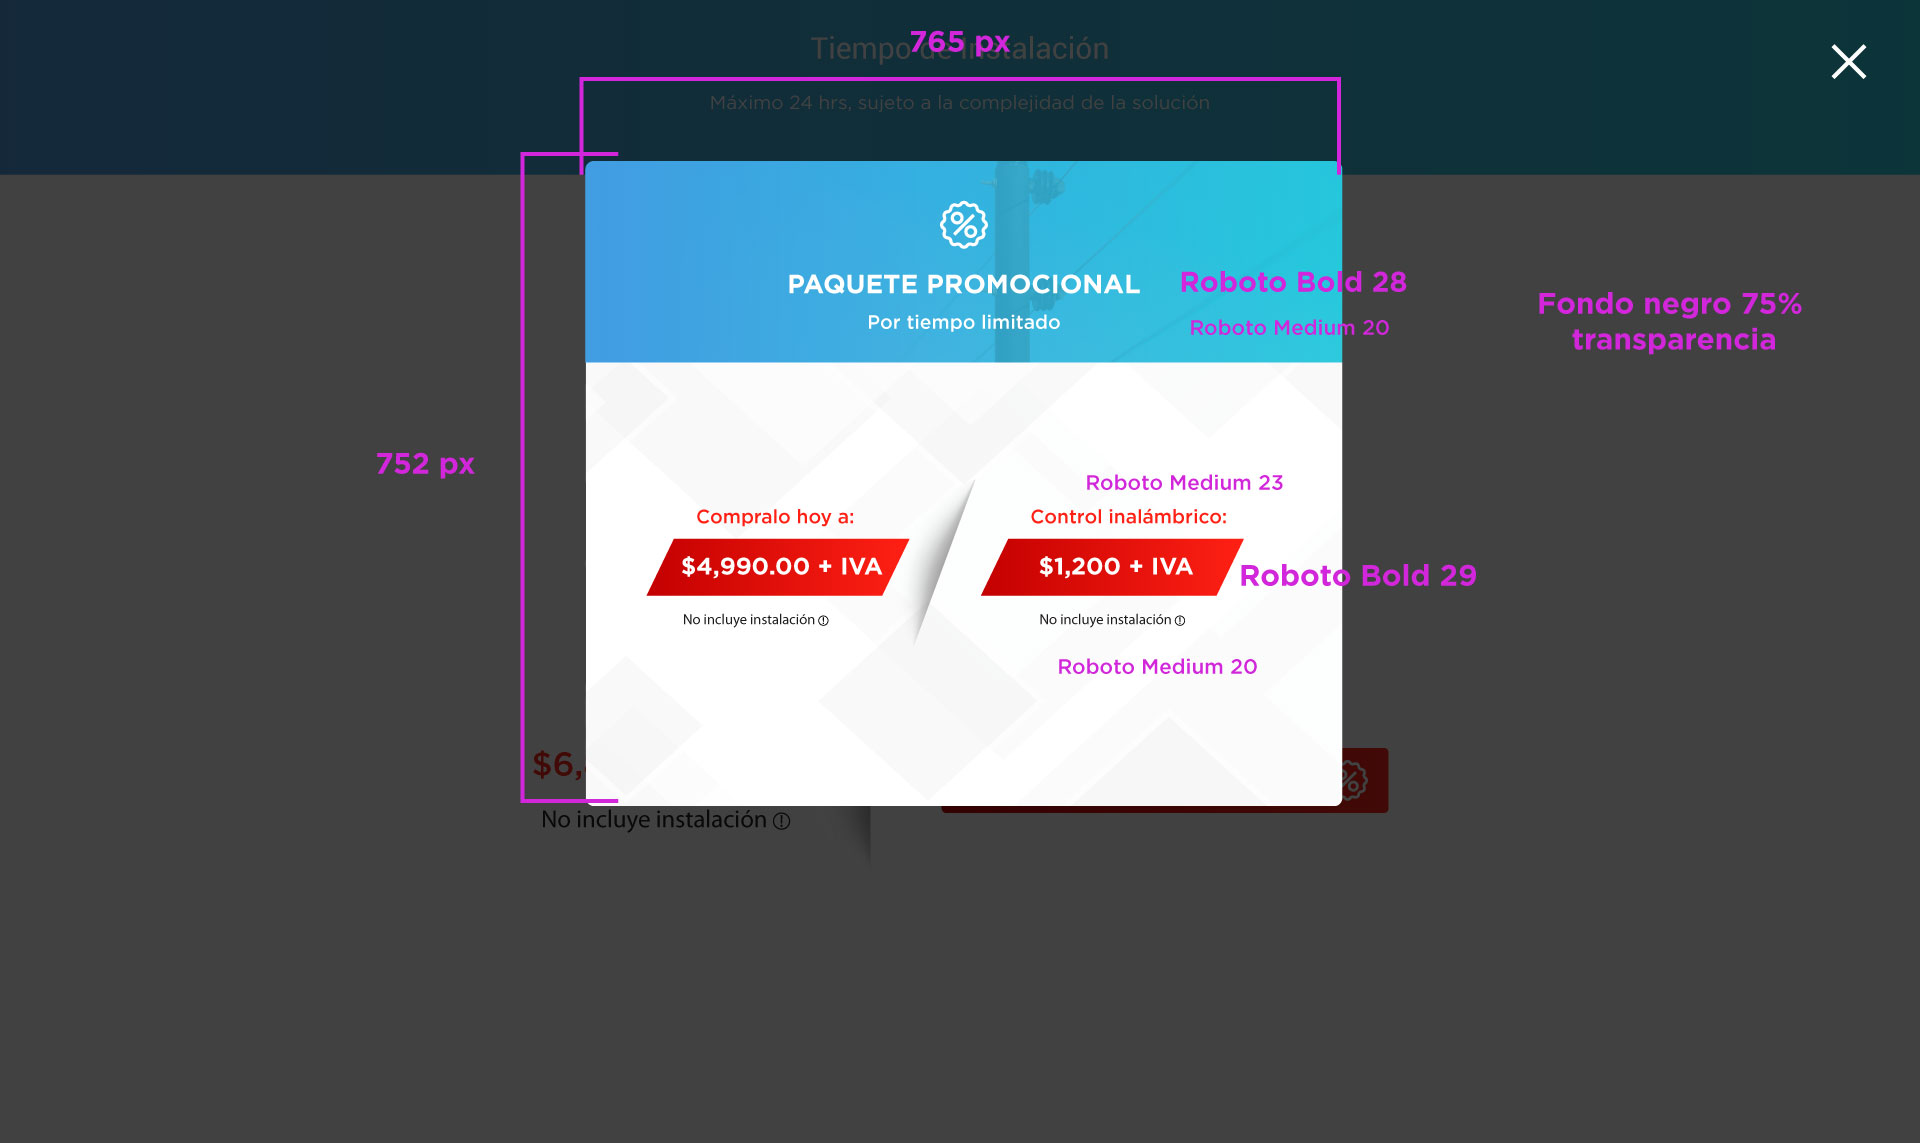 Tiempo de instalación
765 px
Máximo 24 hrs, sujeto a la complejidad de la solución
PAQUETE PROMOCIONAL
Roboto Bold 28
Por tiempo limitado
Roboto Medium 20
Fondo negro 75%
transparencia
752 px
Roboto Medium 23
Compralo hoy a:
Control inalámbrico:
$4,990.00 + IVA
$1,200 + IVA
Roboto Bold 29
No incluye instalación
No incluye instalación
Roboto Medium 20
$6,
No incluye instalación